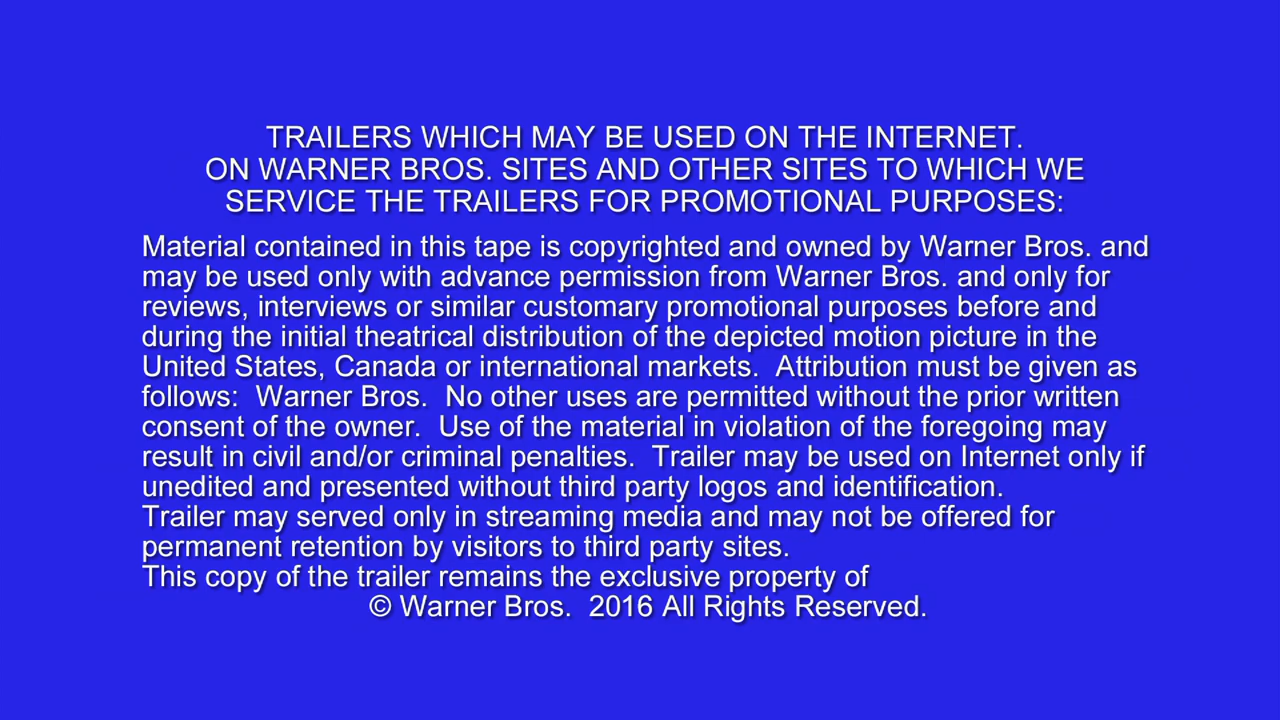 TRAILERS WHICH MAY BE USED ON THE INTERNET.
ON WARNER BROS. SITES AND OTHER SITES TO WHICH WE
SERVICE THE TRAILERS FOR PROMOTIONAL PURPOSES:
Material contained in this tape is copyrighted and owned by Warner Bros. and
may be used only with advance permission from Warner Bros. and only for
reviews, interviews or similar customary promotional purposes before and
during the initial theatrical distribution of the depicted motion picture in the
United States, Canada or international markets.  Attribution must be given as
follows:  Warner Bros.  No other uses are permitted without the prior written
consent of the owner.  Use of the material in violation of the foregoing may
result in civil and/or criminal penalties.  Trailer may be used on Internet only if
unedited and presented without third party logos and identification.
Trailer may served only in streaming media and may not be offered for
permanent retention by visitors to third party sites.
This copy of the trailer remains the exclusive property of
© Warner Bros.  2016 All Rights Reserved.